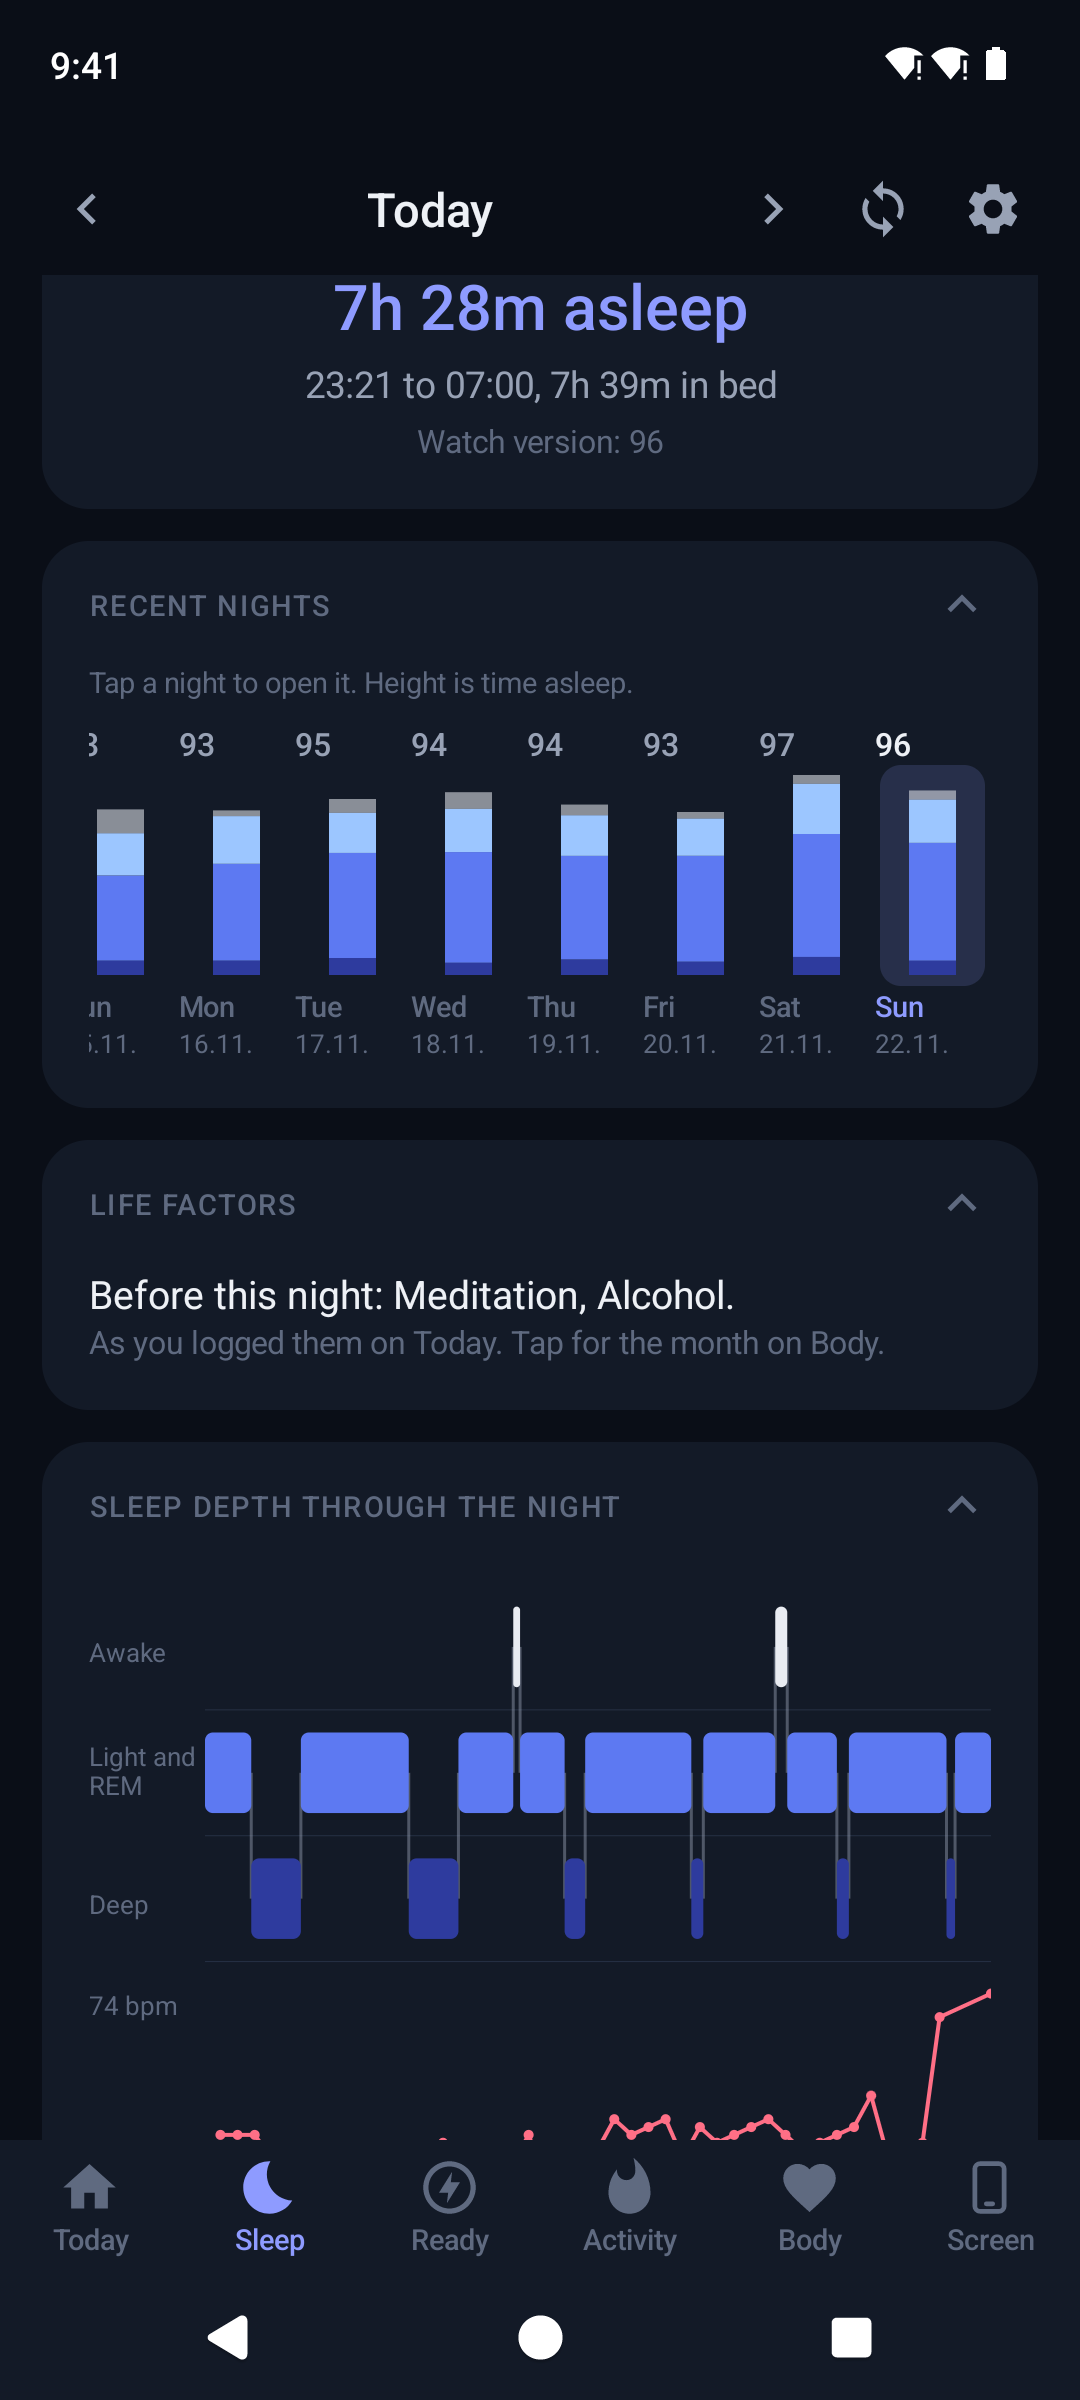 9:41
Today
7h 28m asleep
23:21 to 07:00, 7h 39m in bed
Watch version: 96
RECENT NIGHTS
Tap a night to open it. Height is time asleep.
93 95 94 94 93 97 96
Mon Tue Wed Thu Fri Sat Sun
16.11. 17.11. 18.11. 19.11. 20.11. 21.11. 22.11.
LIFE FACTORS
Before this night: Meditation, Alcohol.
As you logged them on Today. Tap for the month on Body.
SLEEP DEPTH THROUGH THE NIGHT
Awake
Light and
REM
Deep
74 bpm
Today Sleep Ready Activity Body Screen